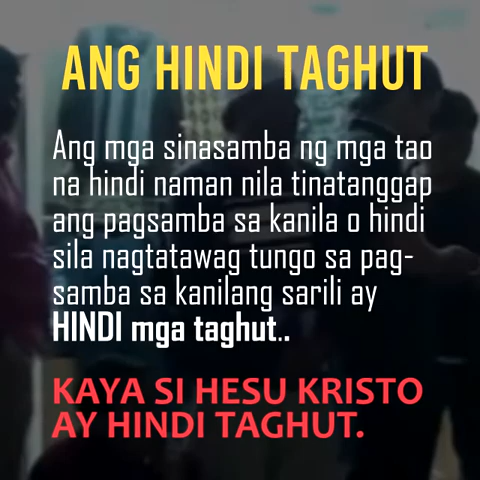 ANG HINDI TAGHUT
Ang mga sinasamba ng mga tao
na hindi naman nila tinatanggap
ang pagsamba sa kanila o hindi
sila nagtatawag tungo sa pag-
samba sa kanilang sarili ay
HINDI mga taghut..
KAYA SI HESU KRISTO
AY HINDI TAGHUT.